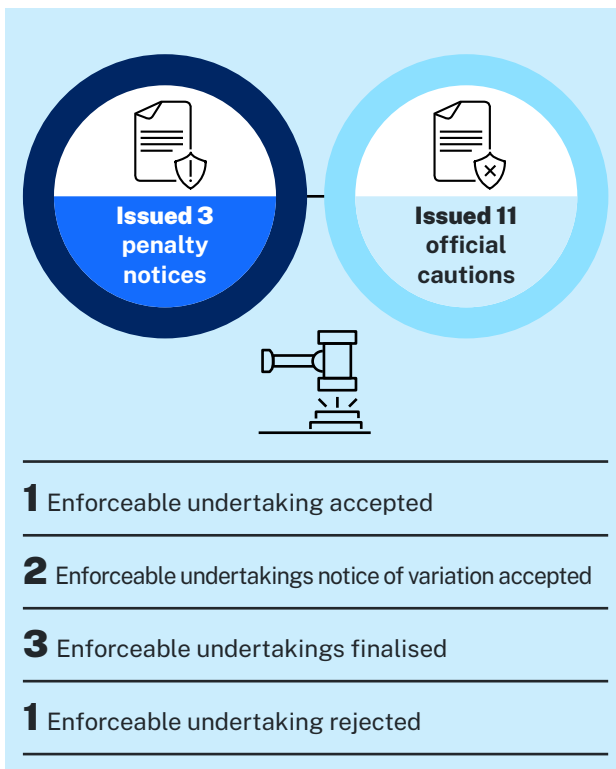 Issued 3
penalty
notices
Issued 11
official
cautions
1 Enforceable undertaking accepted
2 Enforceable undertakings notice of variation accepted
3 Enforceable undertakings finalised
1 Enforceable undertaking rejected